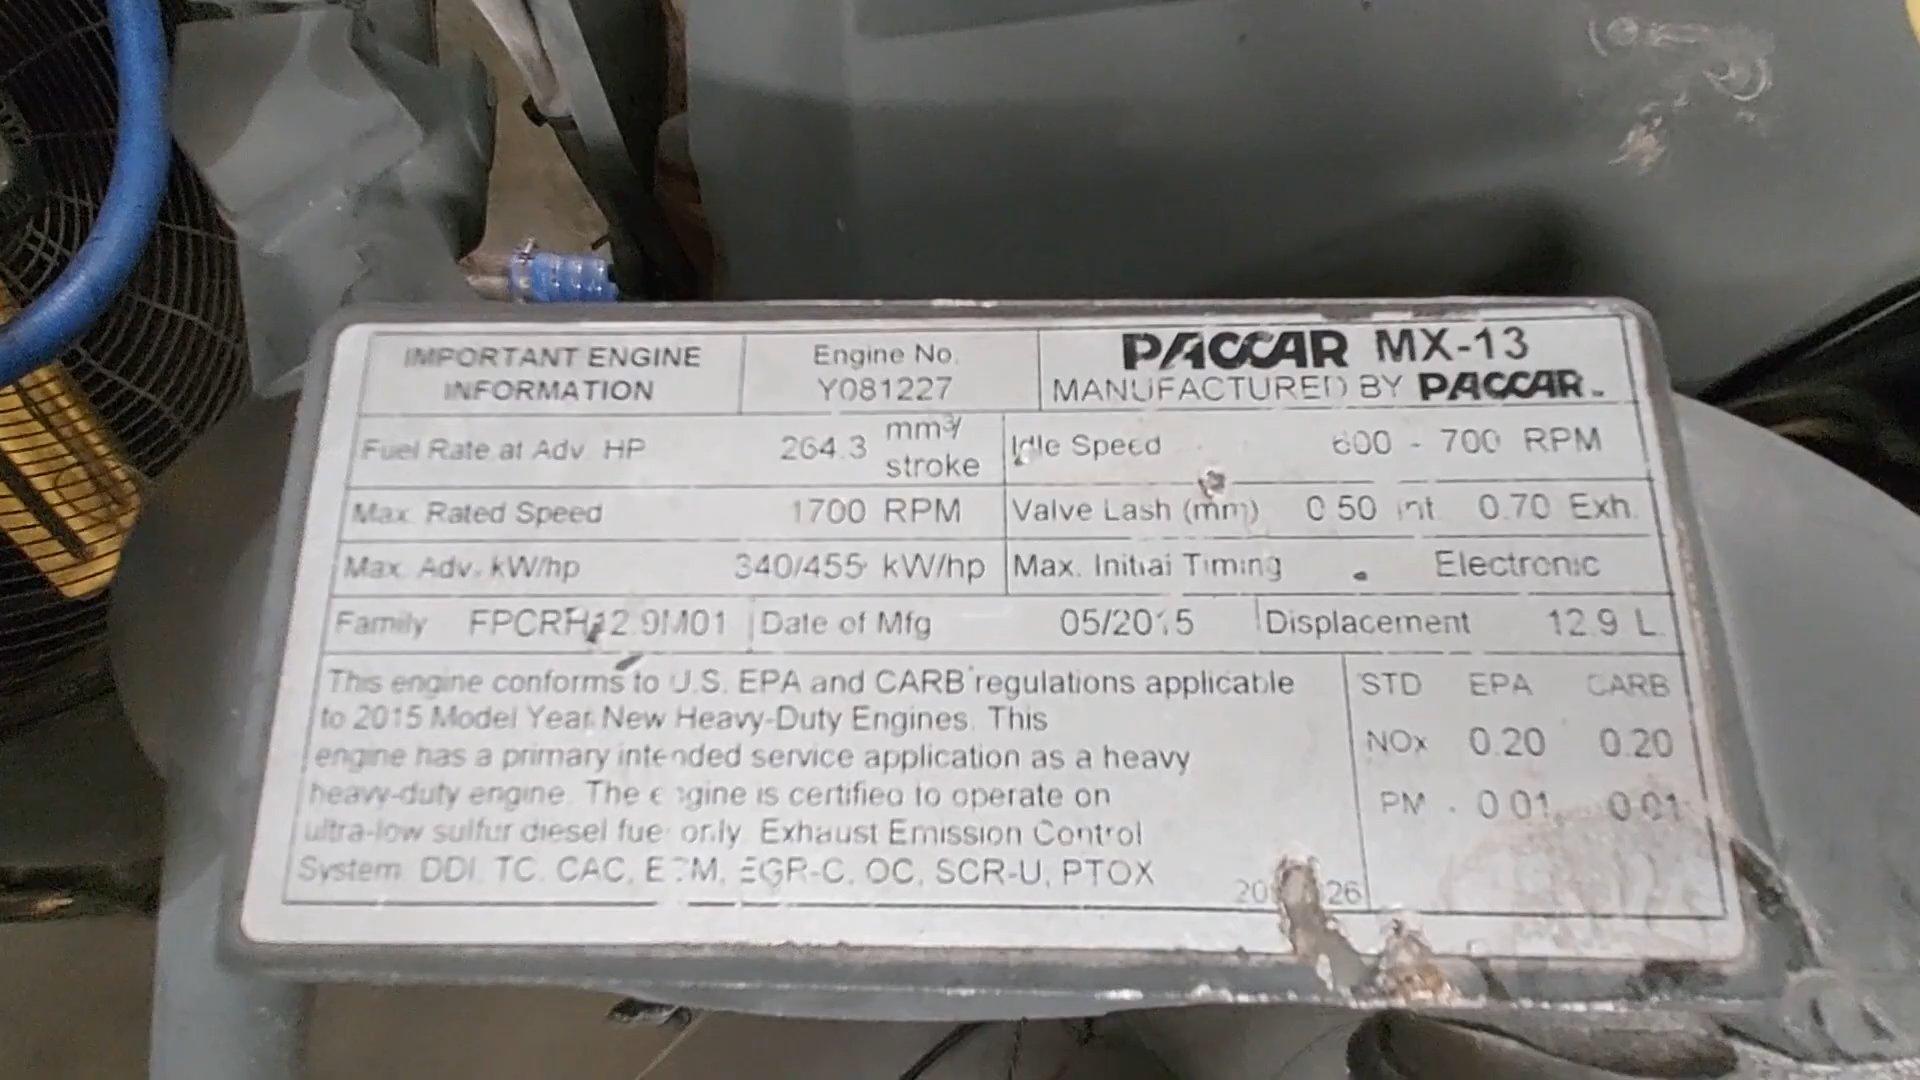 IMPORTANT ENGINE INFORMATION
Engine No. Y081227
PACCAR MX-13
MANUFACTURED BY PACCAR
Fuel Rate at Adv. HP 264.3 mm³/stroke
Idle Speed 600 - 700 RPM
Max. Rated Speed 1700 RPM
Valve Lash (mm) 0.50 Int. 0.70 Exh.
Max. Adv. kW/hp 340/455 kW/hp
Max. Initial Timing Electronic
Family FPCRH12.9M01
Date of Mfg 05/2015
Displacement 12.9 L.
This engine conforms to U.S. EPA and CARB regulations applicable
to 2015 Model Year New Heavy-Duty Engines. This
engine has a primary intended service application as a heavy
heavy-duty engine. The engine is certified to operate on
ultra-low sulfur diesel fuel only. Exhaust Emission Control
System: DDI, TC, CAC, ECM, EGR-C, OC, SCR-U, PTOX
STD EPA CARB
NOx 0.20 0.20
PM 0.01 0.01